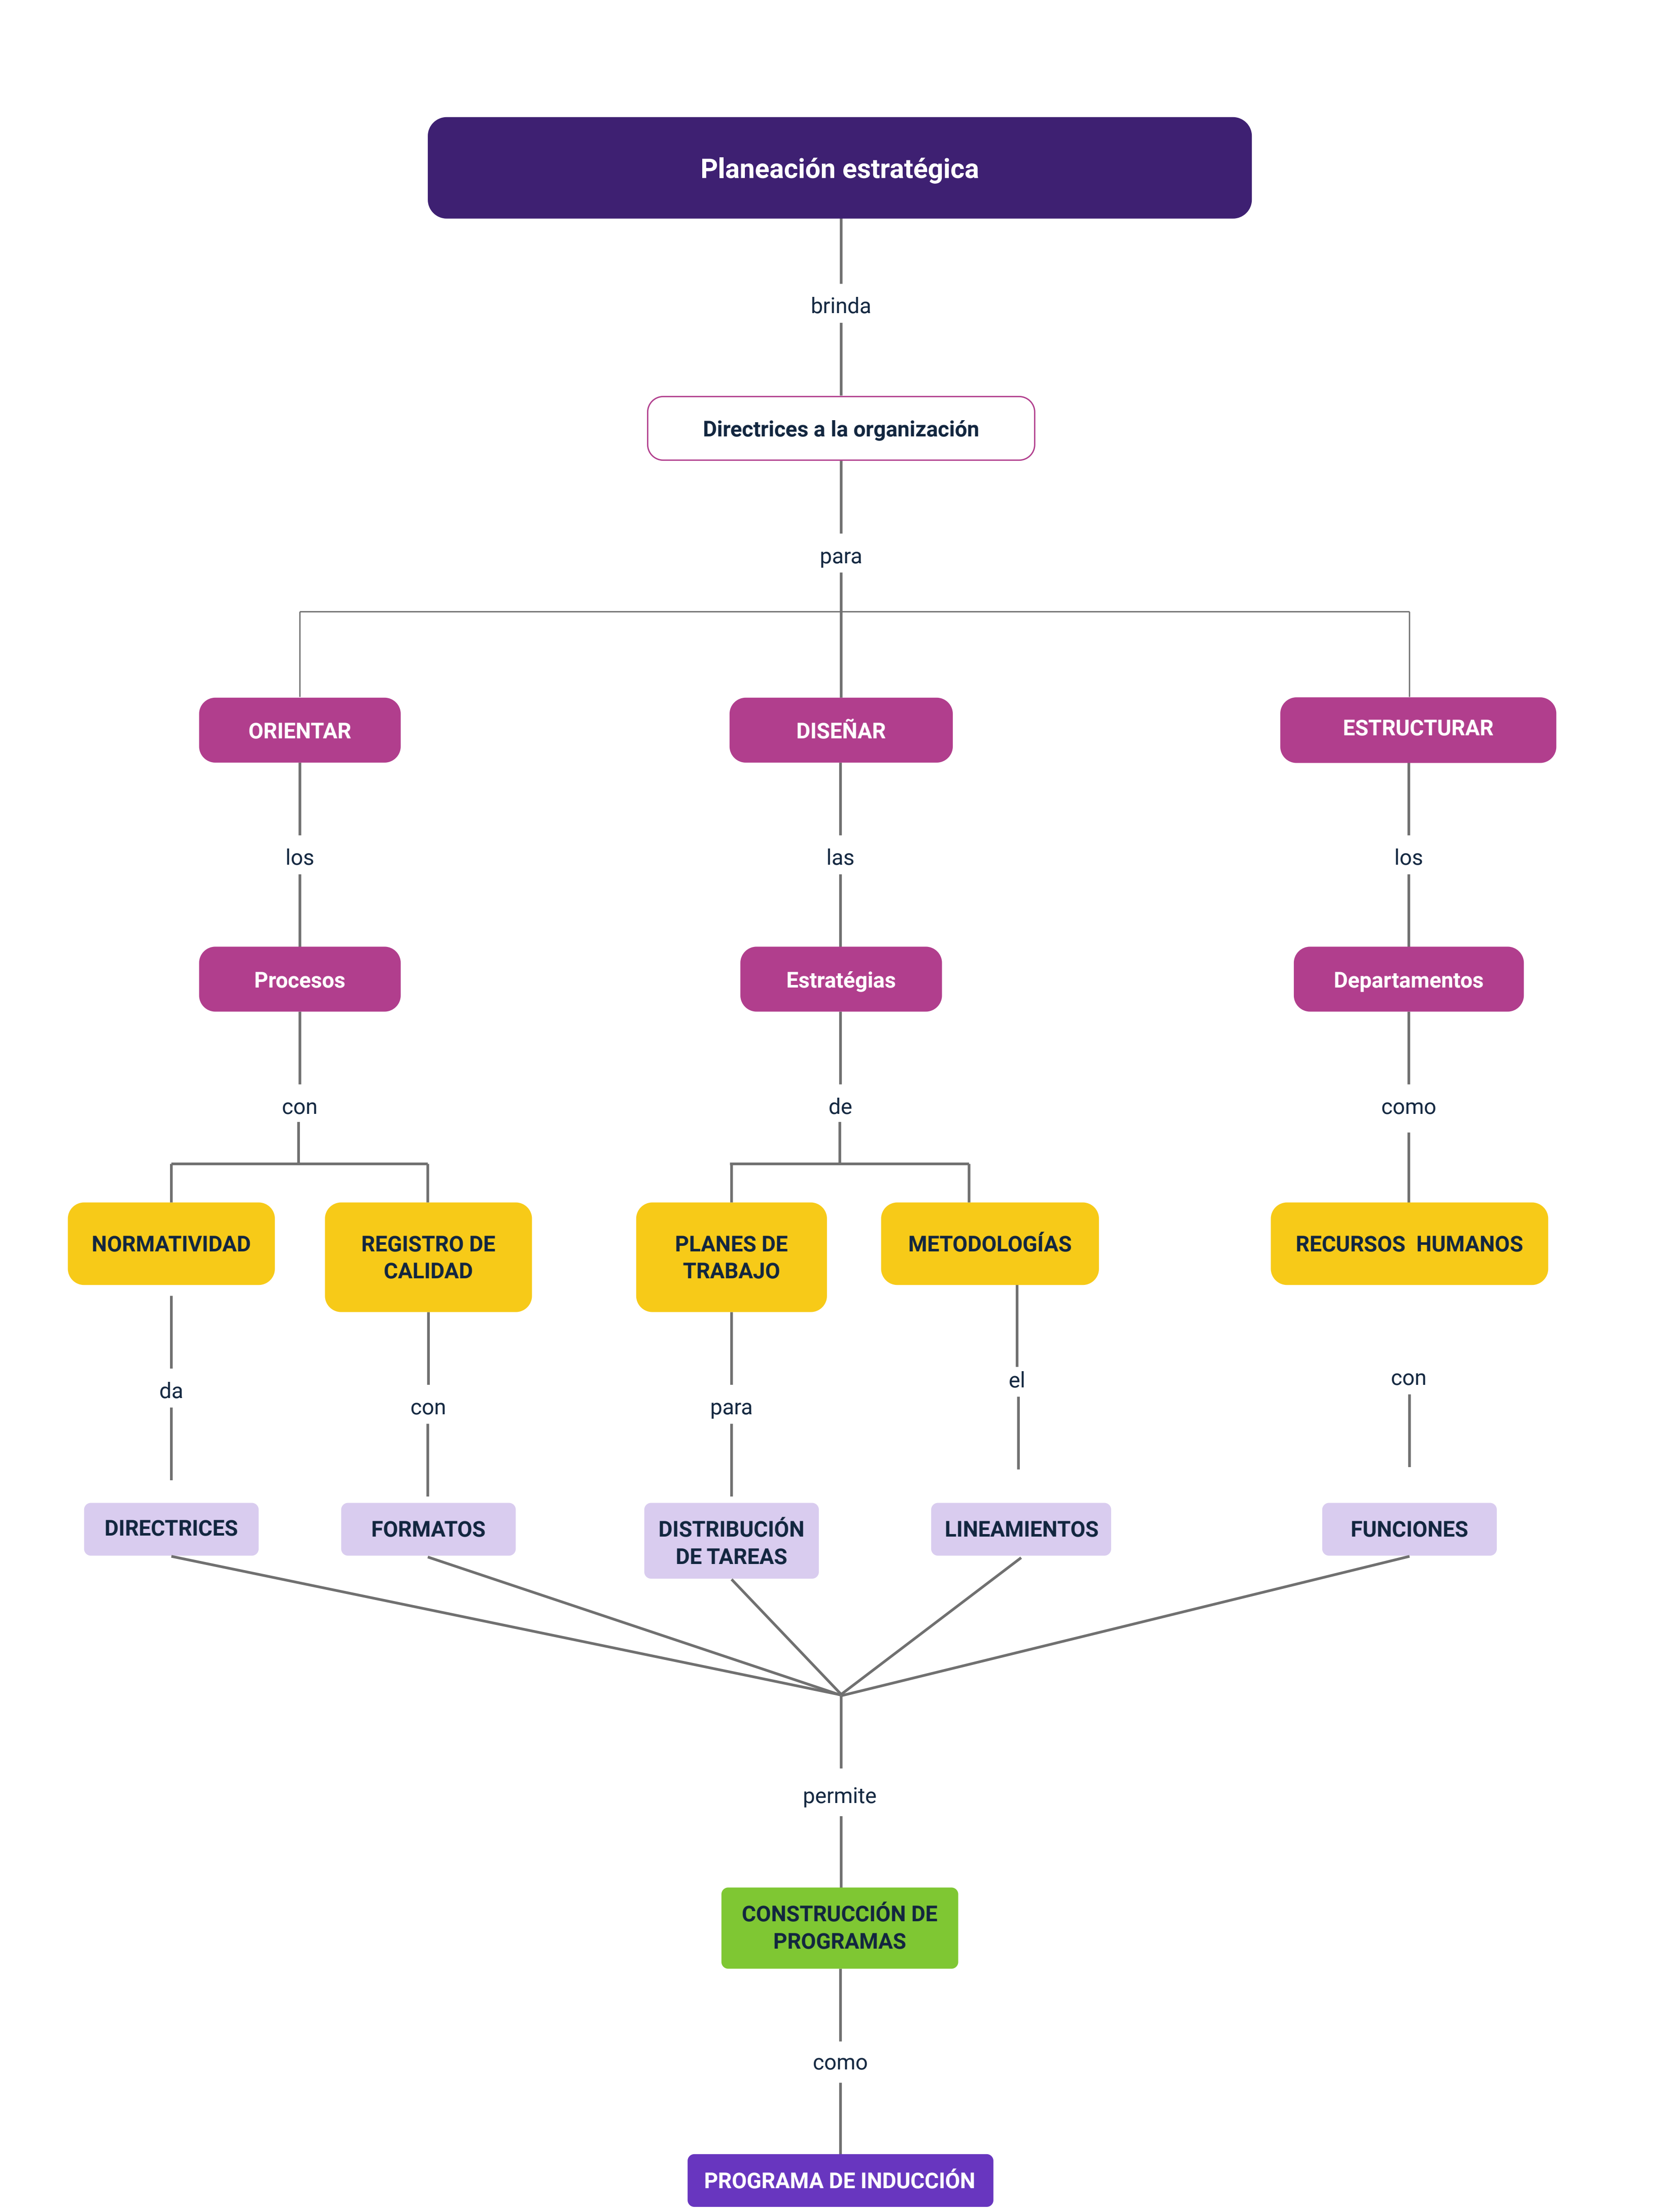 Planeación estratégica
brinda
Directrices a la organización
para
ORIENTAR
DISEÑAR
ESTRUCTURAR
los
las
los
Procesos
Estratégias
Departamentos
con
de
como
NORMATIVIDAD
REGISTRO DE
CALIDAD
PLANES DE
TRABAJO
METODOLOGÍAS
RECURSOS  HUMANOS
da
con
para
el
con
DIRECTRICES
FORMATOS
DISTRIBUCIÓN
DE TAREAS
LINEAMIENTOS
FUNCIONES
permite
CONSTRUCCIÓN DE
PROGRAMAS
como
PROGRAMA DE INDUCCIÓN